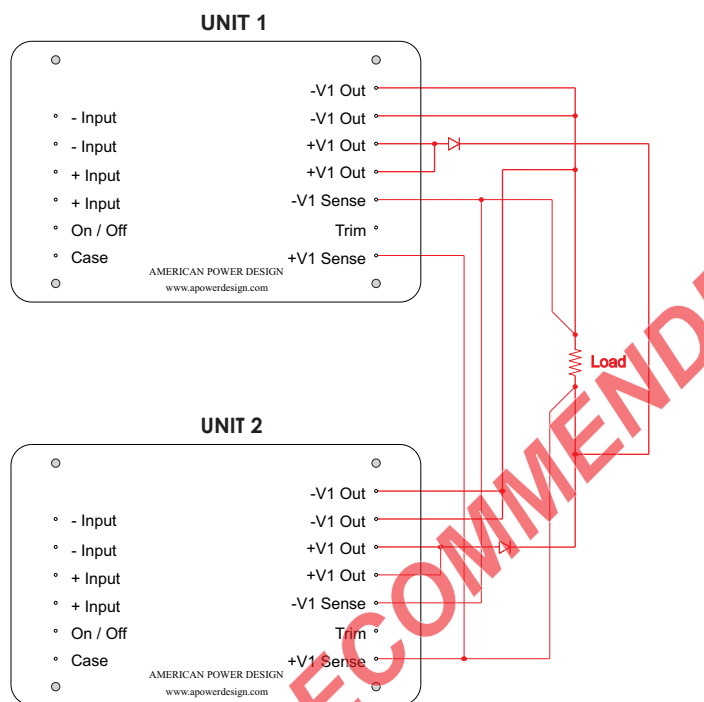 UNIT 1
-V1 Out
- Input
-V1 Out
- Input
+V1 Out
+ Input
+V1 Out
+ Input
-V1 Sense
On / Off
Trim
Case
+V1 Sense
AMERICAN POWER DESIGN
www.apowerdesign.com
Load
UNIT 2
-V1 Out
- Input
-V1 Out
- Input
+V1 Out
+ Input
+V1 Out
+ Input
-V1 Sense
On / Off
Trim
Case
+V1 Sense
AMERICAN POWER DESIGN
www.apowerdesign.com